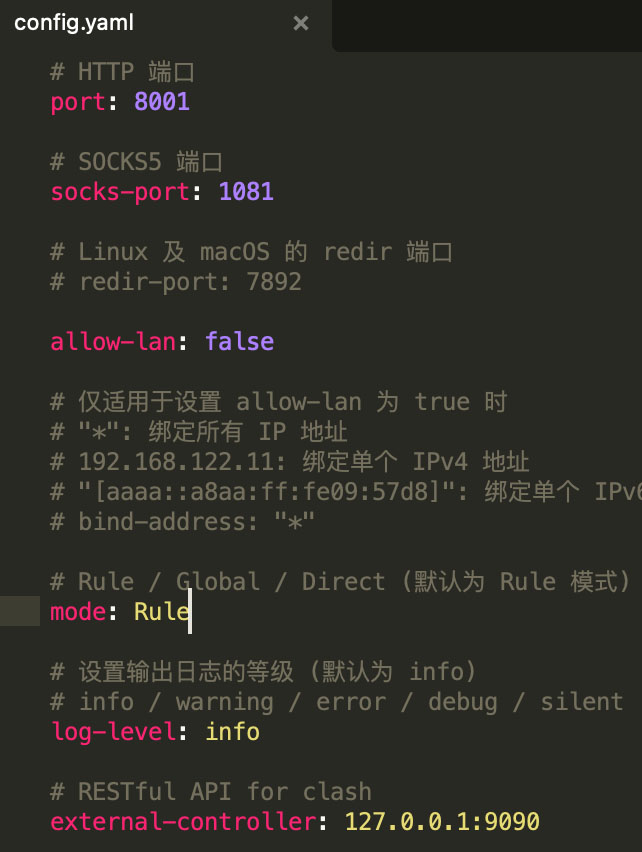 config.yaml ×
# HTTP 端口
port: 8001
# SOCKS5 端口
socks-port: 1081
# Linux 及 macOS 的 redir 端口
# redir-port: 7892
allow-lan: false
# 仅适用于设置 allow-lan 为 true 时
# "*": 绑定所有 IP 地址
# 192.168.122.11: 绑定单个 IPv4 地址
# "[aaaa::a8aa:ff:fe09:57d8]": 绑定单个 IPv6
# bind-address: "*"
# Rule / Global / Direct (默认为 Rule 模式)
mode: Rule
# 设置输出日志的等级 (默认为 info)
# info / warning / error / debug / silent
log-level: info
# RESTful API for clash
external-controller: 127.0.0.1:9090